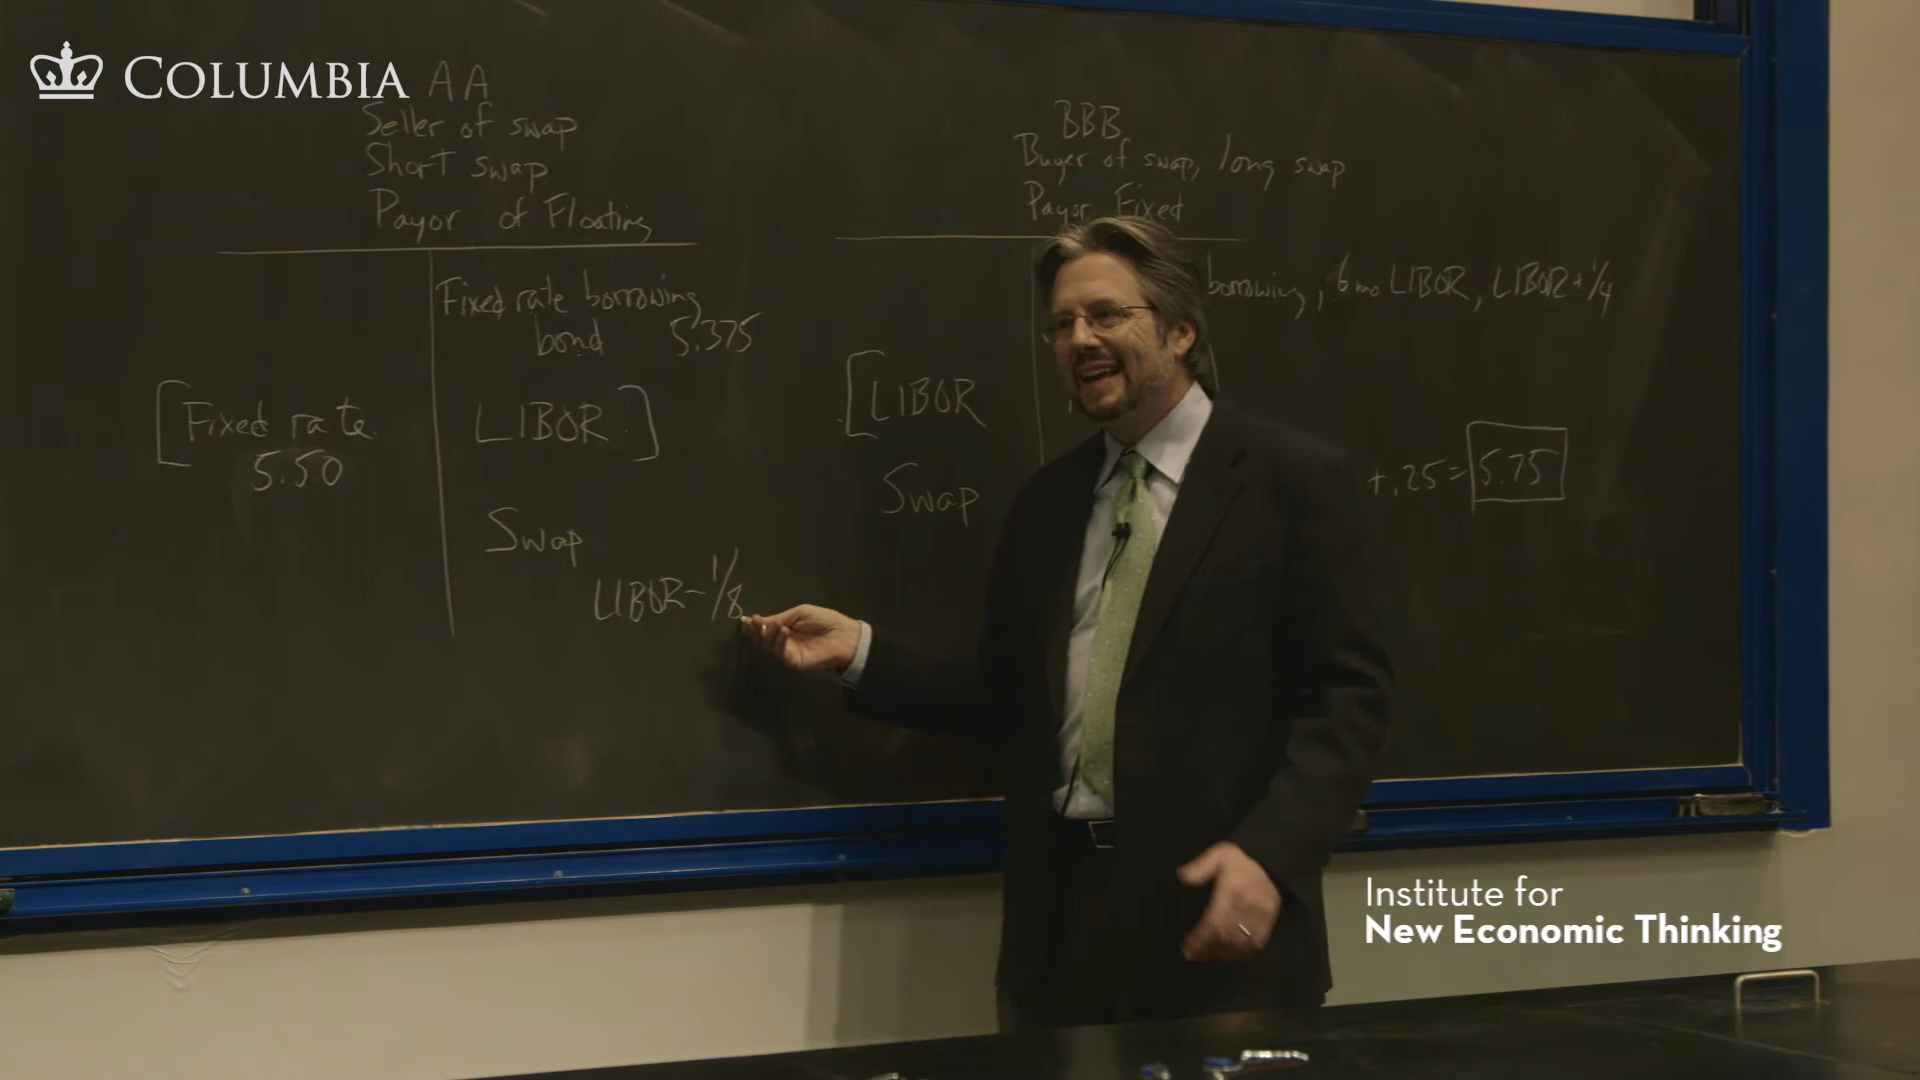 COLUMBIA
AA
Seller of swap
Short swap
Payor of Floating
Fixed rate borrowing
bond 5.375
[Fixed rate
5.50
LIBOR]
Swap
LIBOR-1/8
BBB
Buyer of swap, long swap
Payor Fixed
borrowing, 6 mo LIBOR, LIBOR+1/4
[LIBOR
Swap
+.25=5.75
Institute for
New Economic Thinking